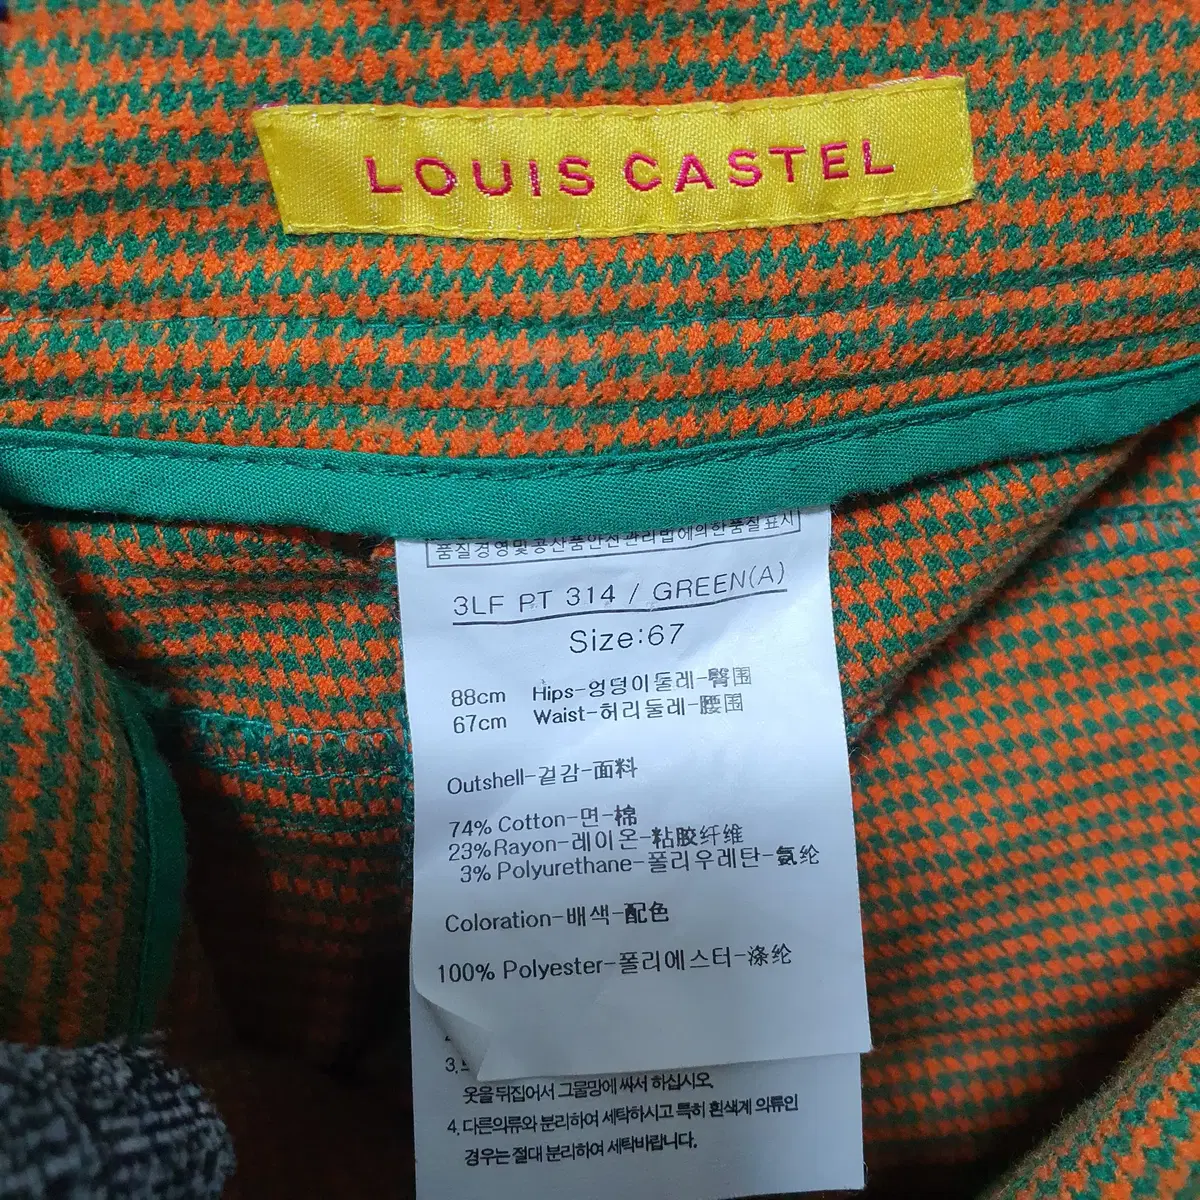 LOUIS CASTEL
품질경영및공산품안전관리법에의한품질표시
3LF PT 314 / GREEN(A)
Size:67
88cm Hips-엉덩이둘레-臀围
67cm Waist-허리둘레-腰围
Outshell-겉감-面料
74% Cotton-면-棉
23%Rayon-레이온-粘胶纤维
3% Polyurethane-폴리우레탄-氨纶
Coloration-배색-配色
100% Polyester-폴리에스터-涤纶
3.
옷을 뒤집어서 그물망에 싸서 하십시오.
4. 다른의류와 분리하여 세탁하시고 특히 흰색계 의류인
경우는 절대 분리하여 세탁바랍니다.